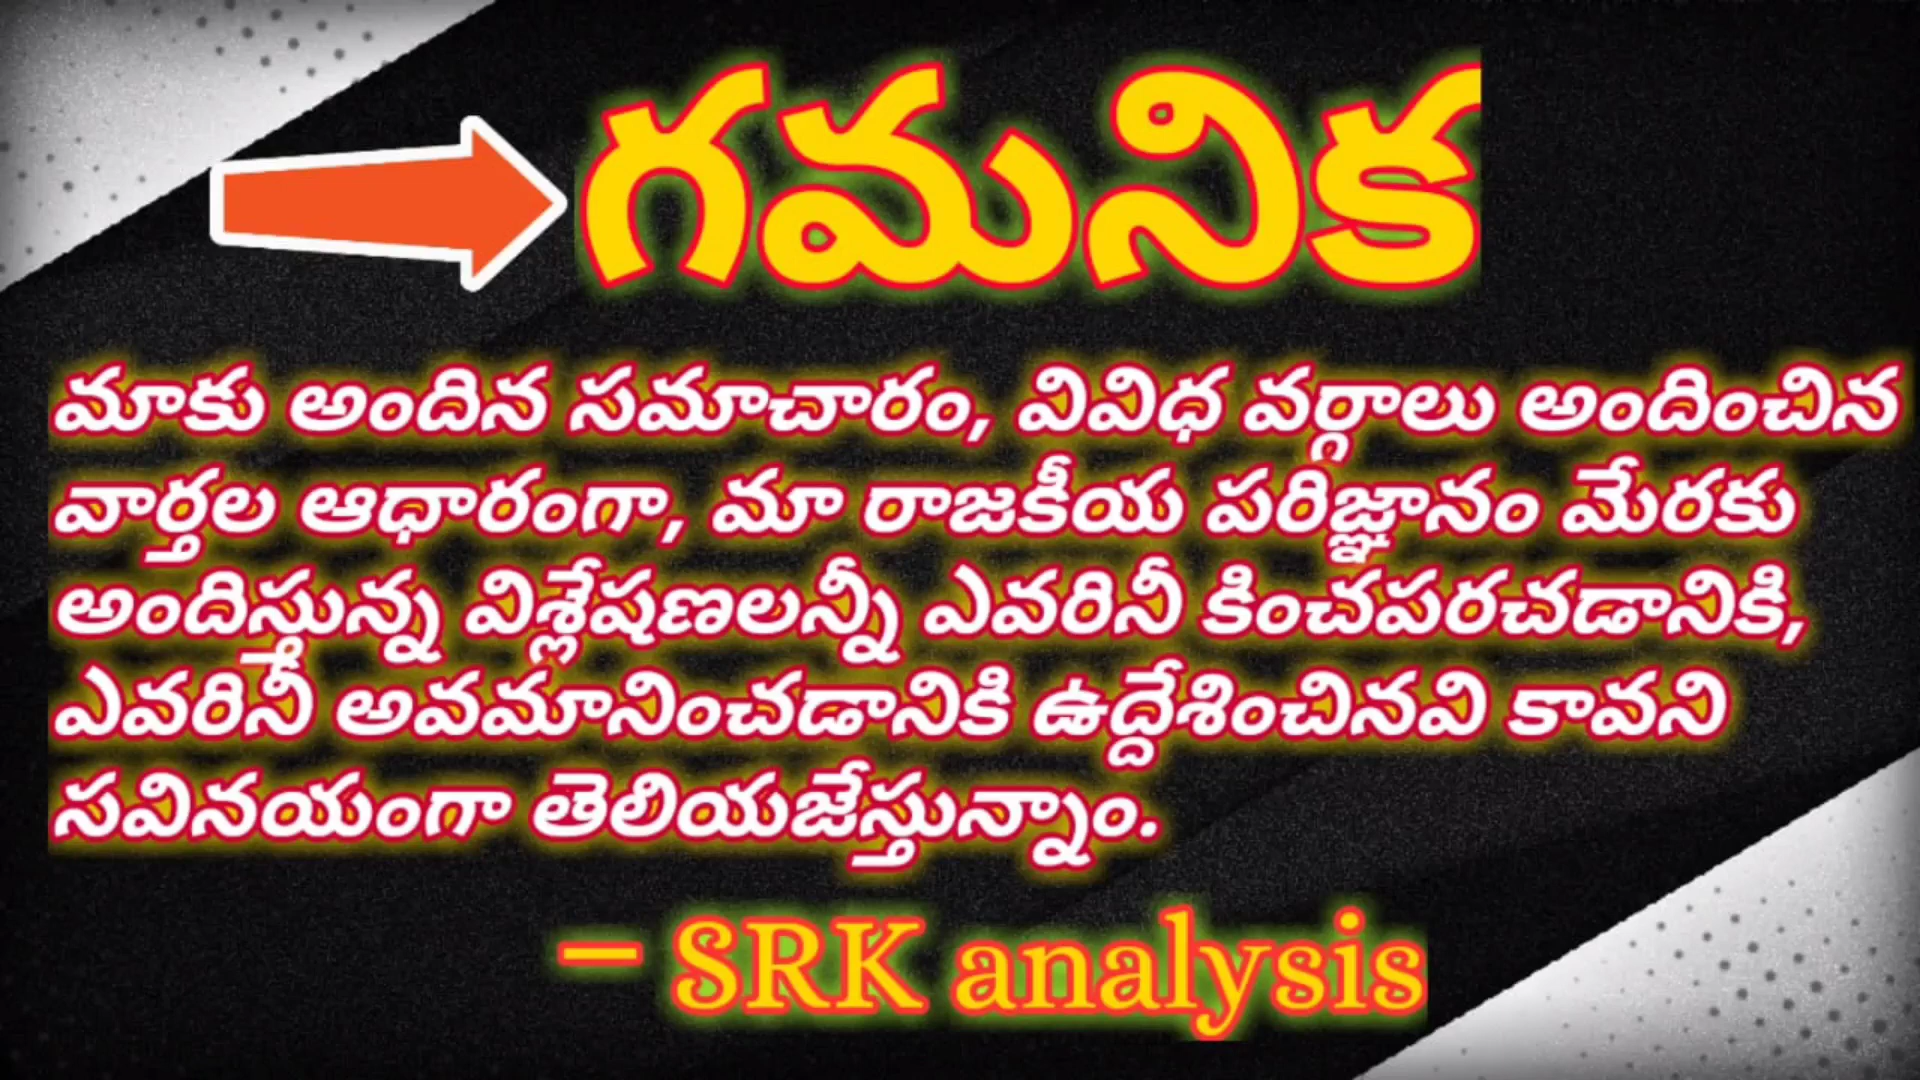 గమనిక
మాకు అందిన సమాచారం, వివిధ వర్గాలు అందించిన
వార్తల ఆధారంగా, మా రాజకీయ పరిజ్ఞానం మేరకు
అందిస్తున్న విశ్లేషణలన్నీ ఎవరినీ కించపరచడానికి,
ఎవరినీ అవమానించడానికి ఉద్దేశించినవి కావని
సవినయంగా తెలియజేస్తున్నాం.
– SRK analysis